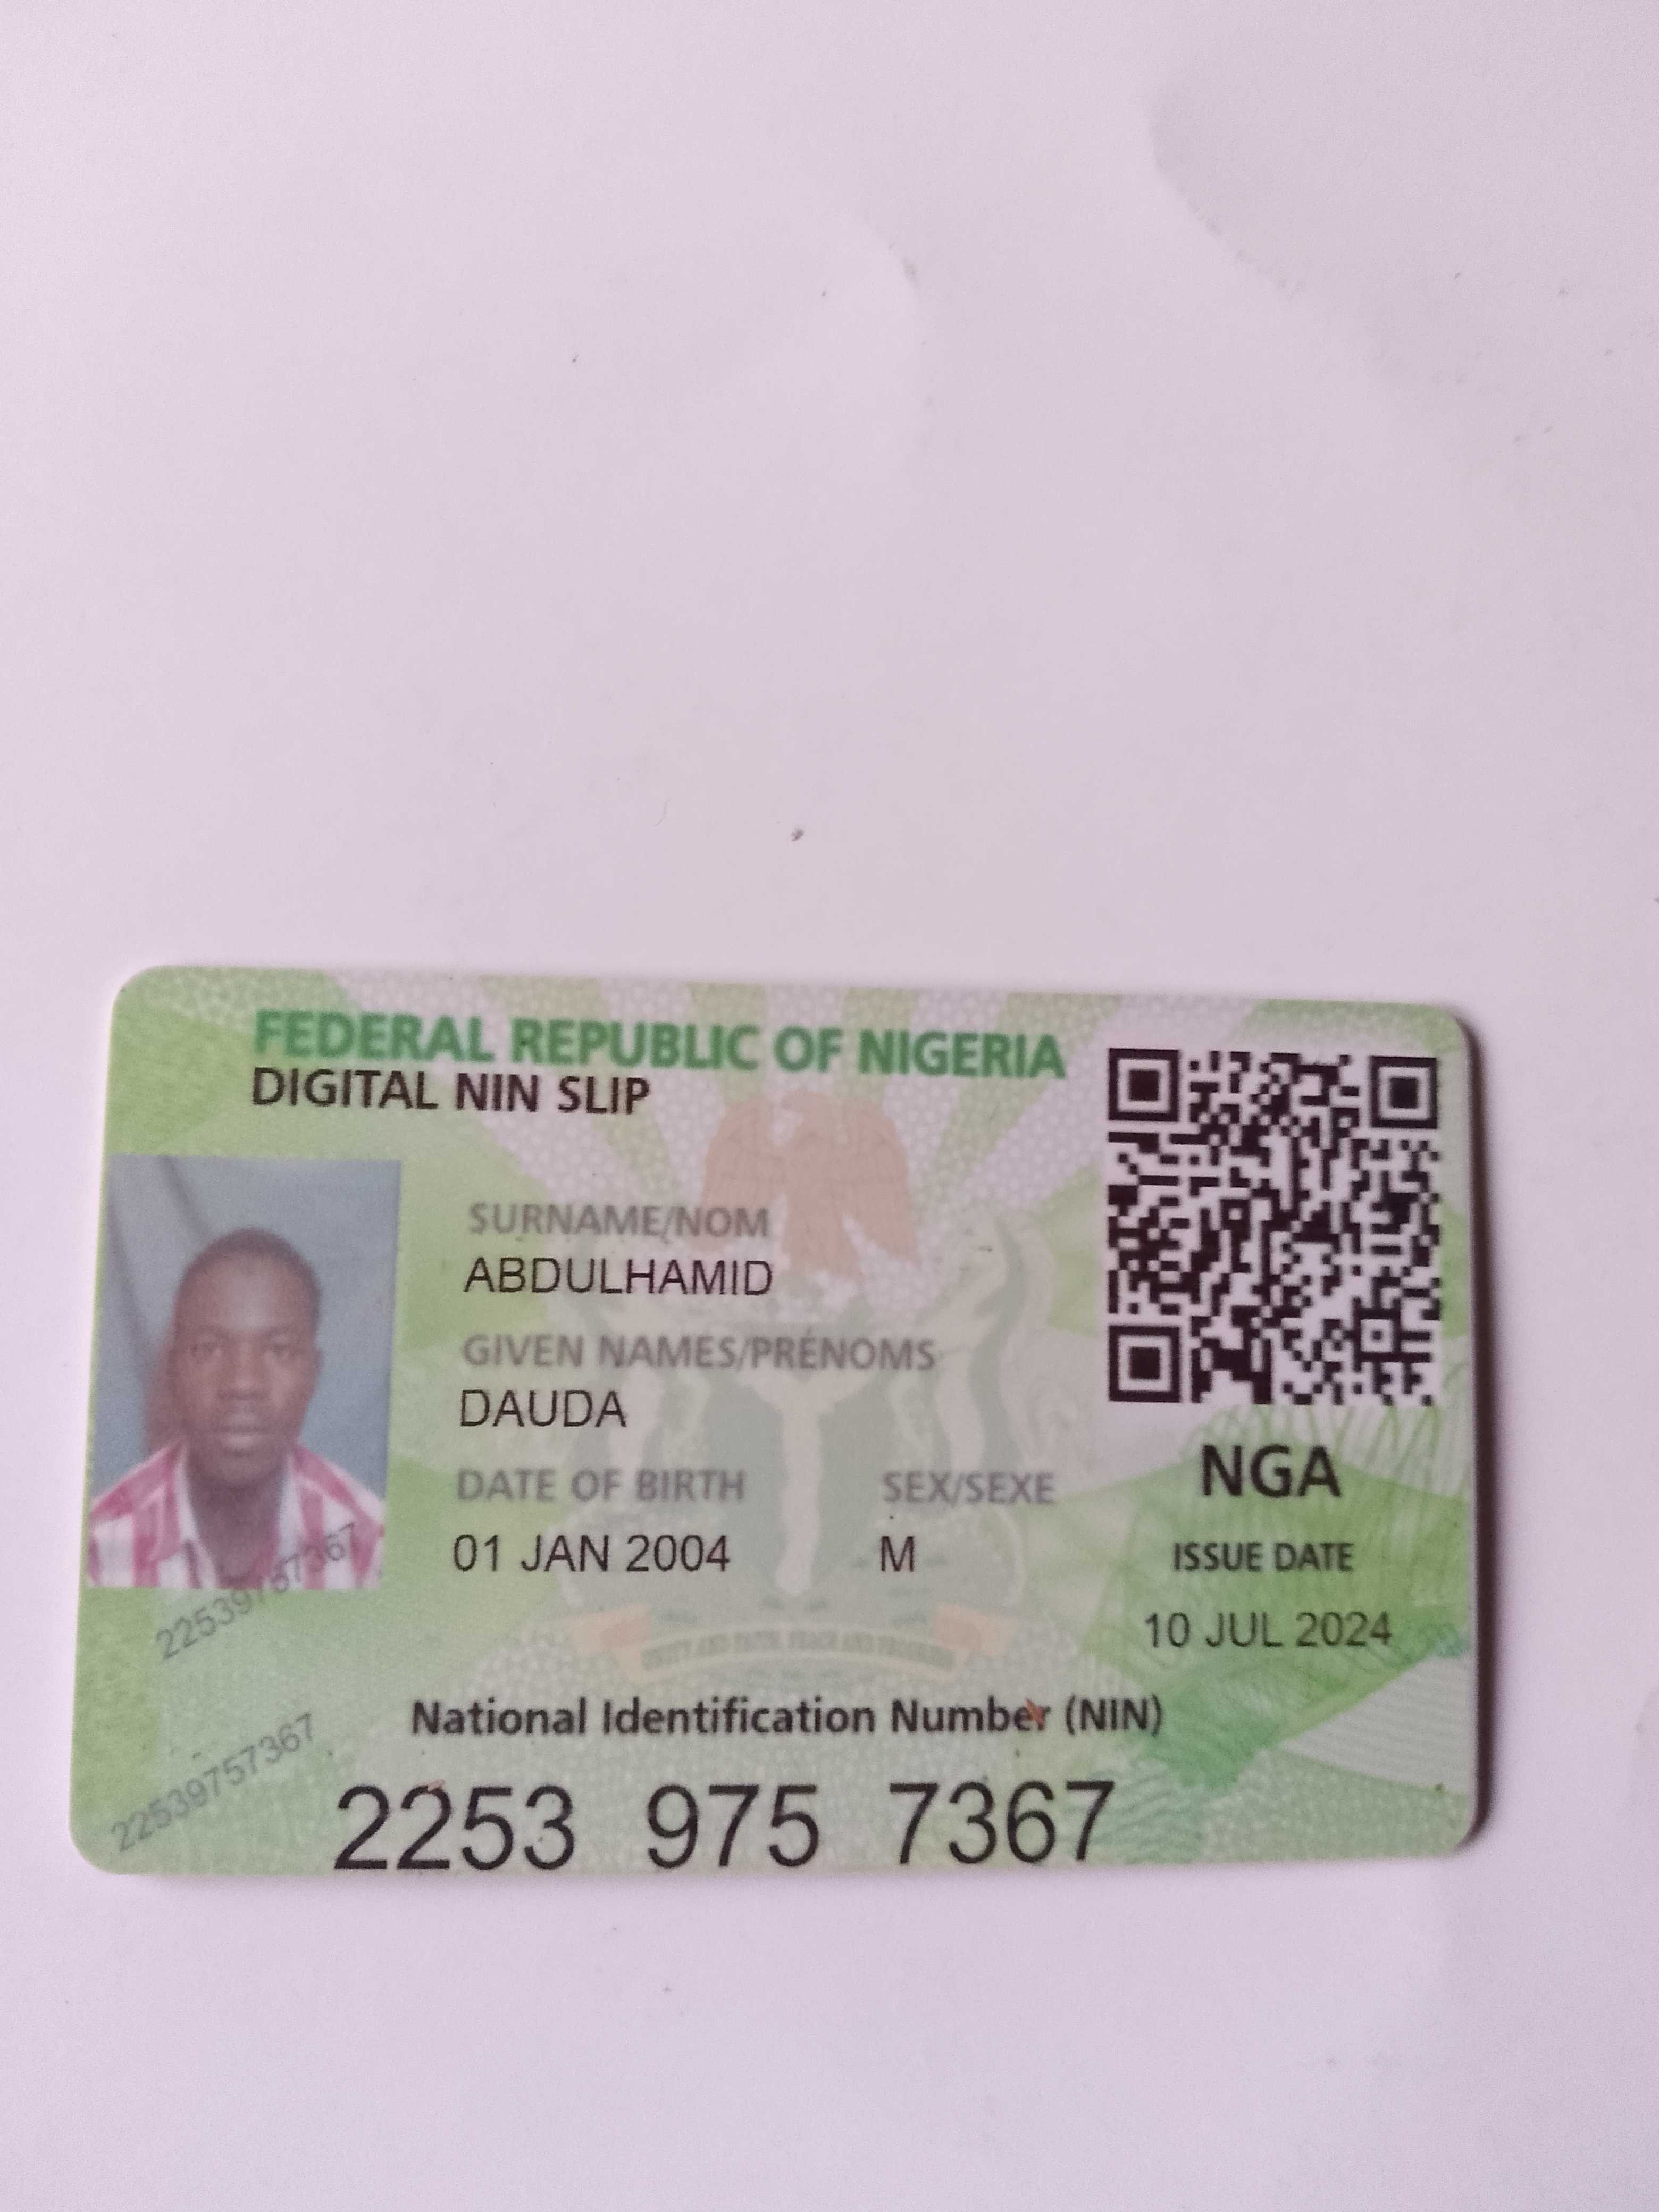 FEDERAL REPUBLIC OF NIGERIA
DIGITAL NIN SLIP
SURNAME/NOM
ABDULHAMID
GIVEN NAMES/PRÉNOMS
DAUDA
DATE OF BIRTH
SEX/SEXE
01 JAN 2004
M
NGA
ISSUE DATE
10 JUL 2024
22539757367
22539757367
UNITY AND FAITH, PEACE AND PROGRESS
National Identification Number (NIN)
2253 975 7367